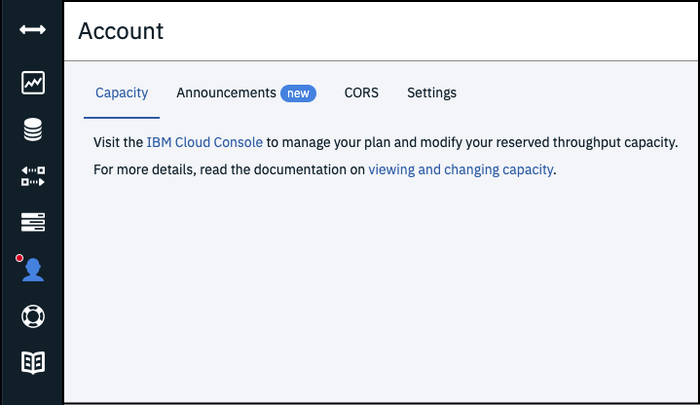 Account
Capacity Announcements new CORS Settings
Visit the IBM Cloud Console to manage your plan and modify your reserved throughput capacity.
For more details, read the documentation on viewing and changing capacity.